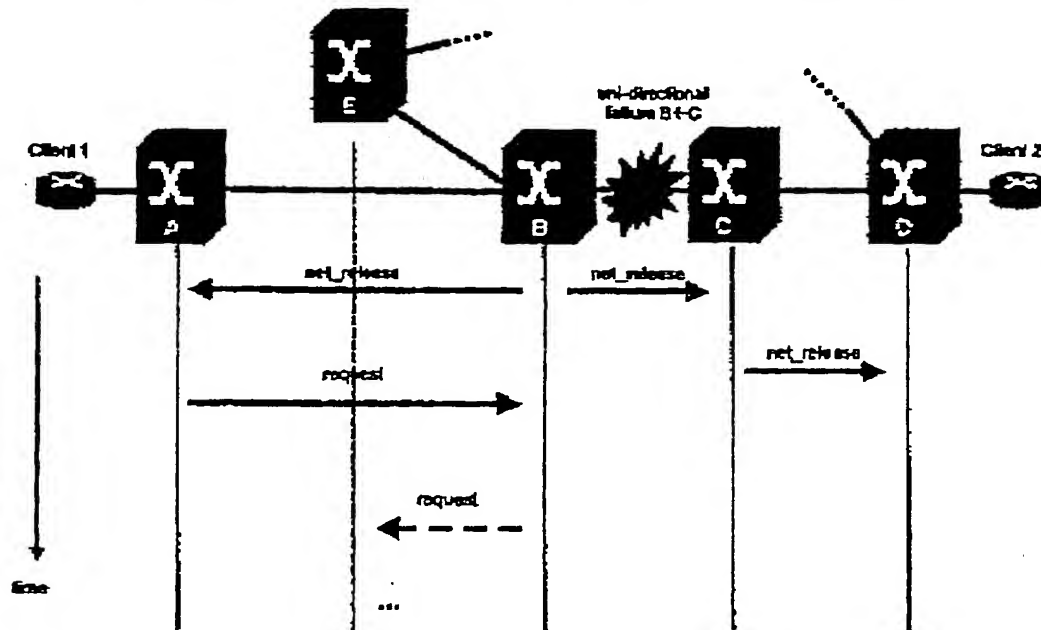 E
uni-directional
failure B←C
Client 1
Client 2
A
B
C
D
net_release
net_release
net_release
request
request
time
...